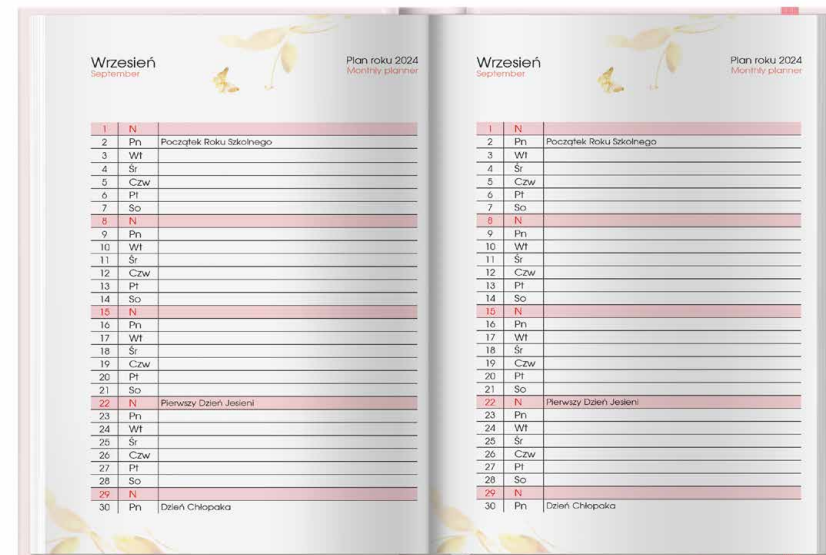 Wrzesień
September
Plan roku 2024
Monthly planner
1 N
2 Pn Początek Roku Szkolnego
3 Wt
4 Śr
5 Czw
6 Pt
7 So
8 N
9 Pn
10 Wt
11 Śr
12 Czw
13 Pt
14 So
15 N
16 Pn
17 Wt
18 Śr
19 Czw
20 Pt
21 So
22 N Pierwszy Dzień Jesieni
23 Pn
24 Wt
25 Śr
26 Czw
27 Pt
28 So
29 N
30 Pn Dzień Chłopaka
Wrzesień
September
Plan roku 2024
Monthly planner
1 N
2 Pn Początek Roku Szkolnego
3 Wt
4 Śr
5 Czw
6 Pt
7 So
8 N
9 Pn
10 Wt
11 Śr
12 Czw
13 Pt
14 So
15 N
16 Pn
17 Wt
18 Śr
19 Czw
20 Pt
21 So
22 N Pierwszy Dzień Jesieni
23 Pn
24 Wt
25 Śr
26 Czw
27 Pt
28 So
29 N
30 Pn Dzień Chłopaka